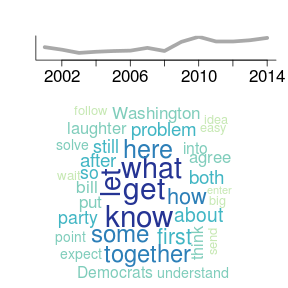 2002 2006 2010 2014
follow Washington idea
laughter problem easy
solve still here into
after what agree
wait so let get both
bill how enter
put know big
party about
point some first think send
expect together
Democrats understand